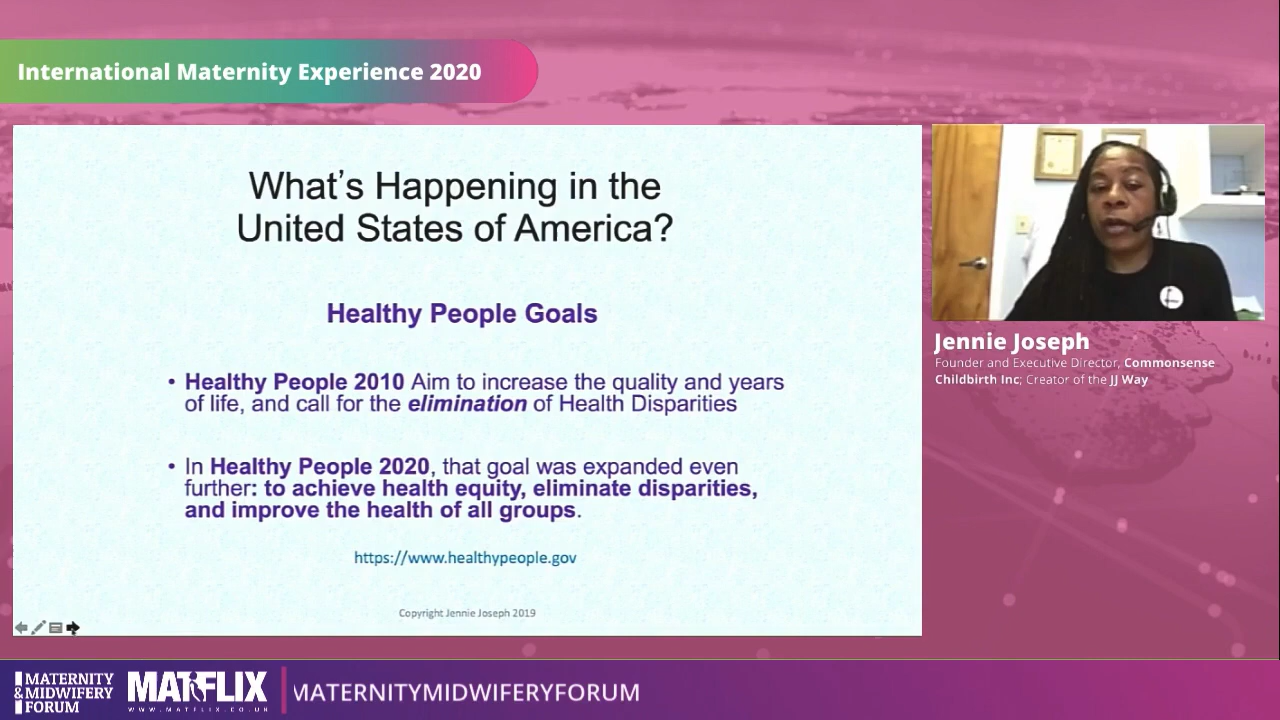 International Maternity Experience 2020
What's Happening in the
United States of America?
Healthy People Goals
• Healthy People 2010 Aim to increase the quality and years
of life, and call for the elimination of Health Disparities
• In Healthy People 2020, that goal was expanded even
further: to achieve health equity, eliminate disparities,
and improve the health of all groups.
https://www.healthypeople.gov
Copyright Jennie Joseph 2019
Jennie Joseph
Founder and Executive Director, Commonsense
Childbirth Inc; Creator of the JJ Way
MATERNITY
&MIDWIFERY
FORUM
MATFLIX
WWW.MATFLIX.CO.UK
MATERNITYMIDWIFERYFORUM